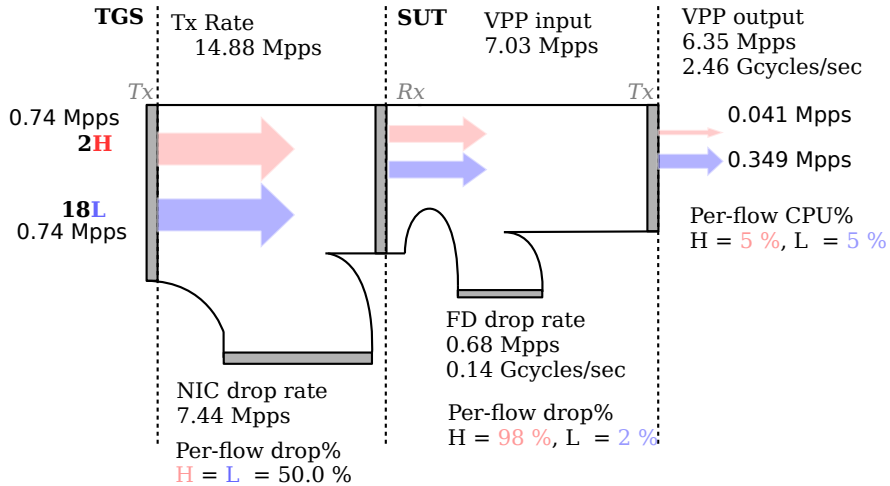 TGS
Tx Rate
14.88 Mpps
SUT
VPP input
7.03 Mpps
VPP output
6.35 Mpps
2.46 Gcycles/sec
Tx
Rx
Tx
0.74 Mpps
2H
18L
0.74 Mpps
0.041 Mpps
0.349 Mpps
Per-flow CPU%
H = 5 %, L = 5 %
FD drop rate
0.68 Mpps
0.14 Gcycles/sec
Per-flow drop%
H = 98 %, L = 2 %
NIC drop rate
7.44 Mpps
Per-flow drop%
H = L = 50.0 %